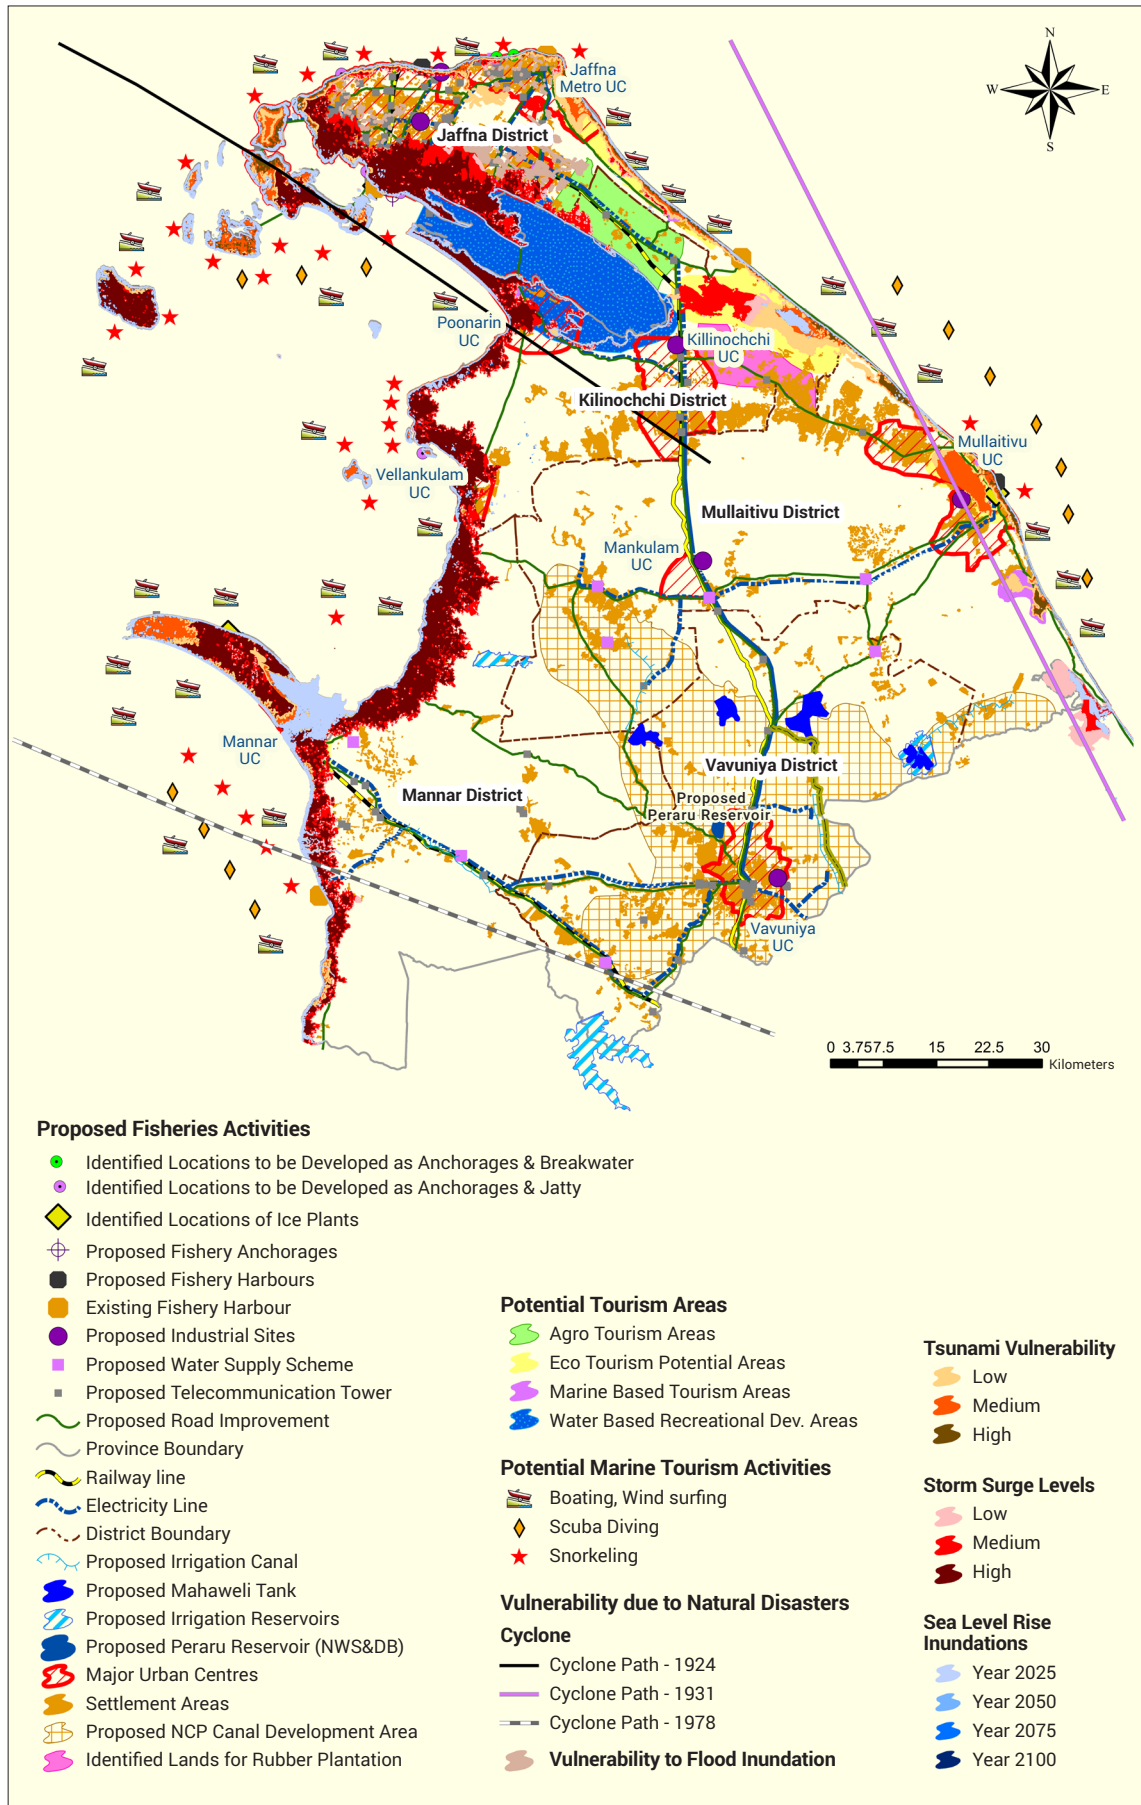 N
W
E
S
Jaffna
Metro UC
Jaffna District
Poonarin
UC
Killinochchi
UC
Kilinochchi District
Mullaitivu
UC
Vellankulam
UC
Mullaitivu District
Mankulam
UC
Mannar
UC
Vavuniya District
Mannar District
Proposed
Peraru Reservoir
Vavuniya
UC
0 3.757.5 15 22.5 30
Kilometers
Proposed Fisheries Activities
Identified Locations to be Developed as Anchorages & Breakwater
Identified Locations to be Developed as Anchorages & Jatty
Identified Locations of Ice Plants
Proposed Fishery Anchorages
Proposed Fishery Harbours
Existing Fishery Harbour
Proposed Industrial Sites
Proposed Water Supply Scheme
Proposed Telecommunication Tower
Proposed Road Improvement
Province Boundary
Railway line
Electricity Line
District Boundary
Proposed Irrigation Canal
Proposed Mahaweli Tank
Proposed Irrigation Reservoirs
Proposed Peraru Reservoir (NWS&DB)
Major Urban Centres
Settlement Areas
Proposed NCP Canal Development Area
Identified Lands for Rubber Plantation
Potential Tourism Areas
Agro Tourism Areas
Eco Tourism Potential Areas
Marine Based Tourism Areas
Water Based Recreational Dev. Areas
Potential Marine Tourism Activities
Boating, Wind surfing
Scuba Diving
Snorkeling
Vulnerability due to Natural Disasters
Cyclone
Cyclone Path - 1924
Cyclone Path - 1931
Cyclone Path - 1978
Vulnerability to Flood Inundation
Tsunami Vulnerability
Low
Medium
High
Storm Surge Levels
Low
Medium
High
Sea Level Rise
Inundations
Year 2025
Year 2050
Year 2075
Year 2100